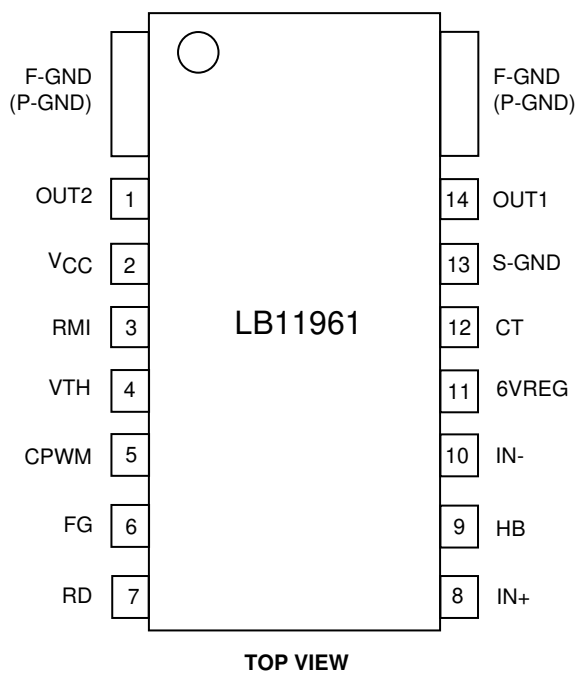 F-GND
(P-GND)
F-GND
(P-GND)
OUT2 1
14 OUT1
VCC 2
13 S-GND
RMI 3
LB11961
12 CT
VTH 4
11 6VREG
CPWM 5
10 IN-
FG 6
9 HB
RD 7
8 IN+
TOP VIEW